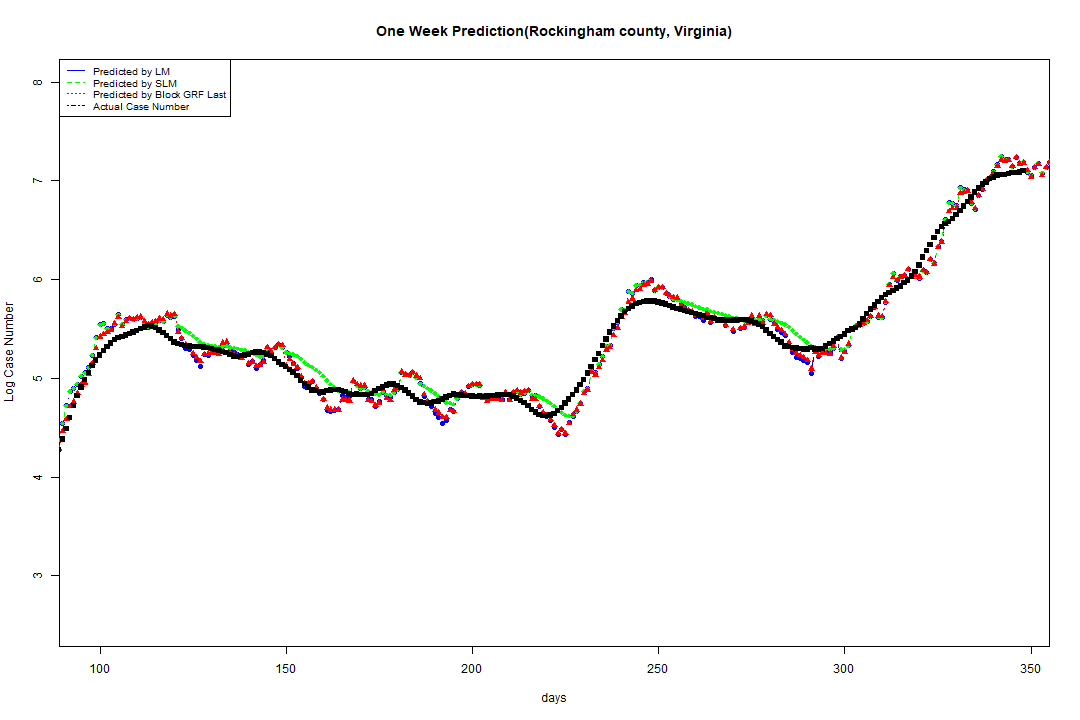 One Week Prediction(Rockingham county, Virginia)
Predicted by LM
Predicted by SLM
Predicted by Block GRF Last
Actual Case Number
8
7
6
5
4
3
Log Case Number
100 150 200 250 300 350
days